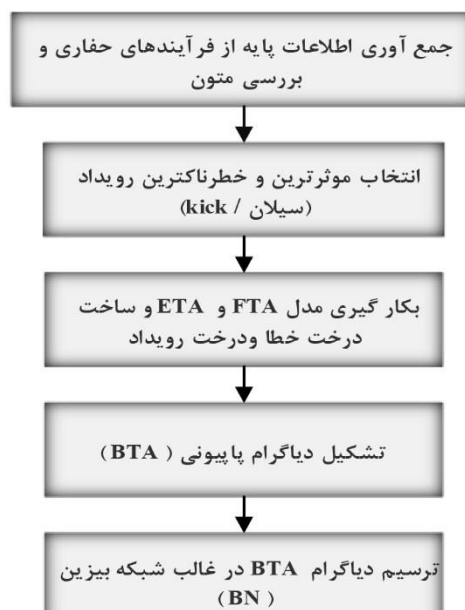 جمع آوری اطلاعات پایه از فرآیندهای حفاری و
بررسی متون
انتخاب موثرترین و خطرناکترین رویداد
(سیلان / kick)
بکار گیری مدل FTA و ETA و ساخت
درخت خطا ودرخت رویداد
تشکیل دیاگرام پاپیونی ( BTA)
ترسیم دیاگرام BTA در غالب شبکه بیزین
( BN)